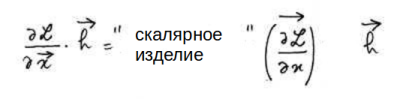 ∂ℒ/∂x⃗ · h⃗ = " скалярное изделие " (∂ℒ⃗/∂x) h⃗